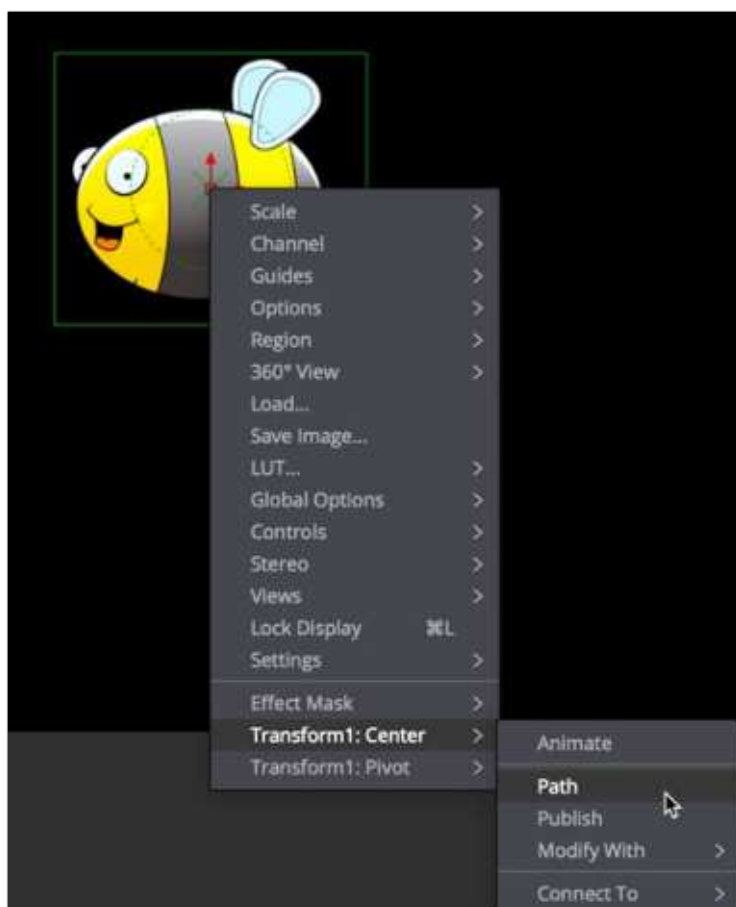 Scale
Channel
Guides
Options
Region
360° View
Load...
Save Image...
LUT...
Global Options
Controls
Stereo
Views
Lock Display ⌘L
Settings
Effect Mask
Transform1: Center
Transform1: Pivot
Animate
Path
Publish
Modify With
Connect To